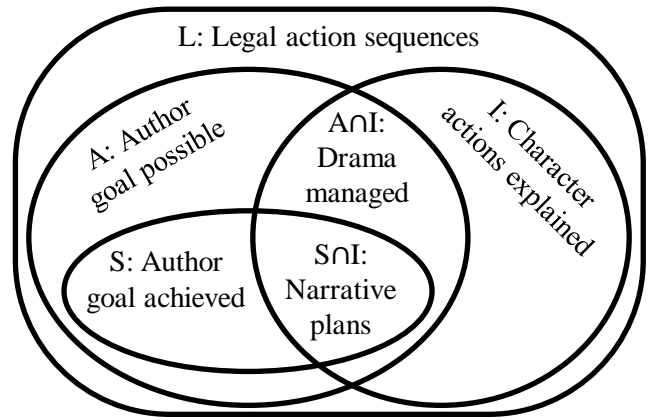 L: Legal action sequences
A: Author
goal possible
A∩I:
Drama
managed
I: Character
actions explained
S: Author
goal achieved
S∩I:
Narrative
plans